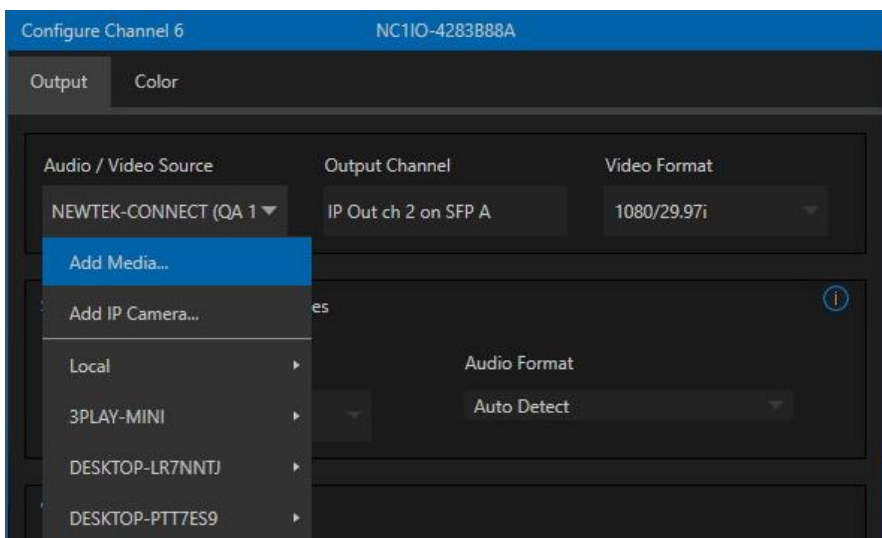 Configure Channel 6 NC1IO-4283B88A
Output Color
Audio / Video Source Output Channel Video Format
NEWTEK-CONNECT (QA 1 IP Out ch 2 on SFP A 1080/29.97i
Add Media...
Add IP Camera... es
Local Audio Format
3PLAY-MINI Auto Detect
DESKTOP-LR7NNTJ
DESKTOP-PTT7ES9